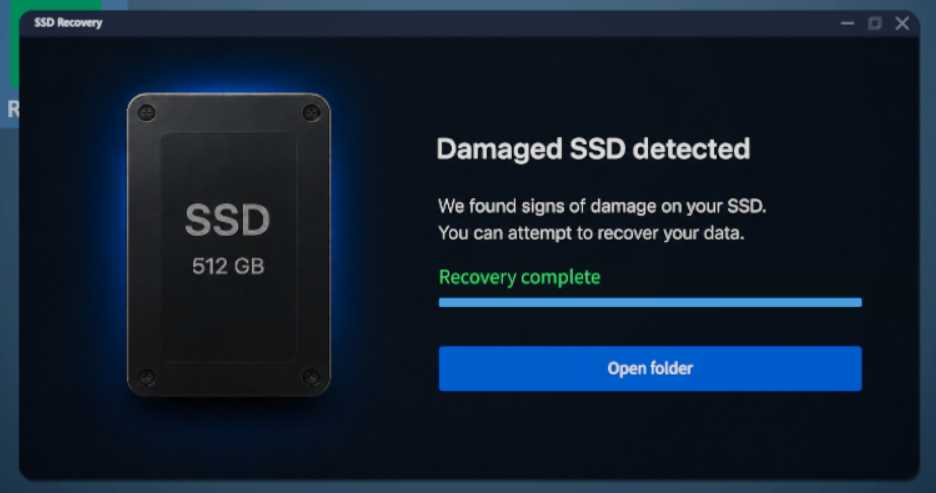 SSD Recovery
R
SSD
512 GB
Damaged SSD detected
We found signs of damage on your SSD.
You can attempt to recover your data.
Recovery complete
Open folder